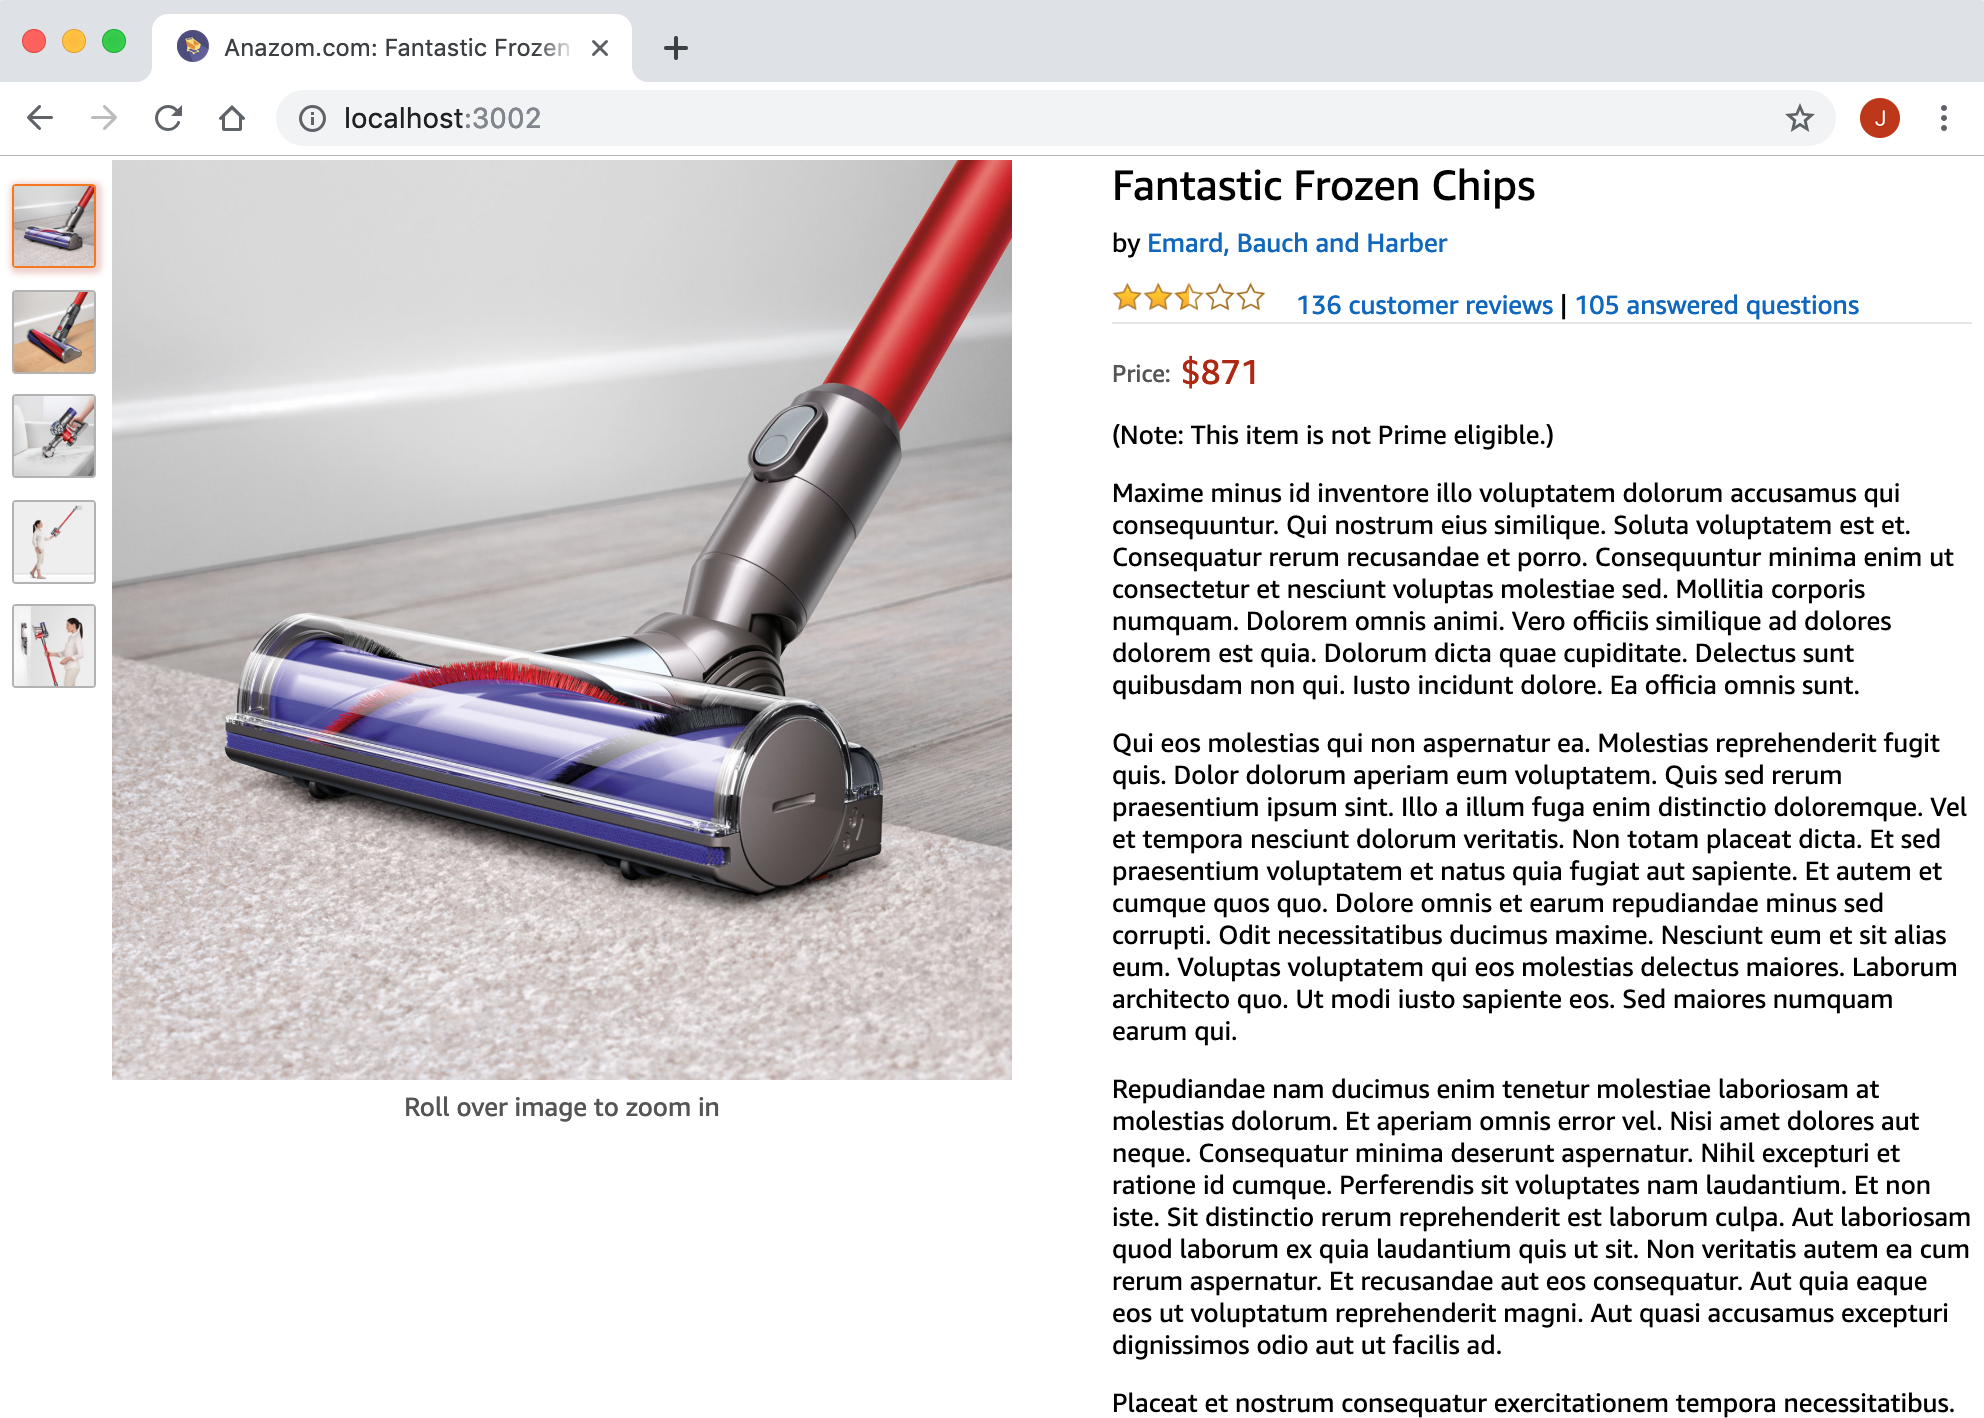 Anazom.com: Fantastic Frozen
localhost:3002
J
Fantastic Frozen Chips
by Emard, Bauch and Harber
136 customer reviews | 105 answered questions
Price: $871
(Note: This item is not Prime eligible.)
Maxime minus id inventore illo voluptatem dolorum accusamus qui
consequuntur. Qui nostrum eius similique. Soluta voluptatem est et.
Consequatur rerum recusandae et porro. Consequuntur minima enim ut
consectetur et nesciunt voluptas molestiae sed. Mollitia corporis
numquam. Dolorem omnis animi. Vero officiis similique ad dolores
dolorem est quia. Dolorum dicta quae cupiditate. Delectus sunt
quibusdam non qui. Iusto incidunt dolore. Ea officia omnis sunt.
Qui eos molestias qui non aspernatur ea. Molestias reprehenderit fugit
quis. Dolor dolorum aperiam eum voluptatem. Quis sed rerum
praesentium ipsum sint. Illo a illum fuga enim distinctio doloremque. Vel
et tempora nesciunt dolorum veritatis. Non totam placeat dicta. Et sed
praesentium voluptatem et natus quia fugiat aut sapiente. Et autem et
cumque quos quo. Dolore omnis et earum repudiandae minus sed
corrupti. Odit necessitatibus ducimus maxime. Nesciunt eum et sit alias
eum. Voluptas voluptatem qui eos molestias delectus maiores. Laborum
architecto quo. Ut modi iusto sapiente eos. Sed maiores numquam
earum qui.
Roll over image to zoom in
Repudiandae nam ducimus enim tenetur molestiae laboriosam at
molestias dolorum. Et aperiam omnis error vel. Nisi amet dolores aut
neque. Consequatur minima deserunt aspernatur. Nihil excepturi et
ratione id cumque. Perferendis sit voluptates nam laudantium. Et non
iste. Sit distinctio rerum reprehenderit est laborum culpa. Aut laboriosam
quod laborum ex quia laudantium quis ut sit. Non veritatis autem ea cum
rerum aspernatur. Et recusandae aut eos consequatur. Aut quia eaque
eos ut voluptatum reprehenderit magni. Aut quasi accusamus excepturi
dignissimos odio aut ut facilis ad.
Placeat et nostrum consequatur exercitationem tempora necessitatibus.